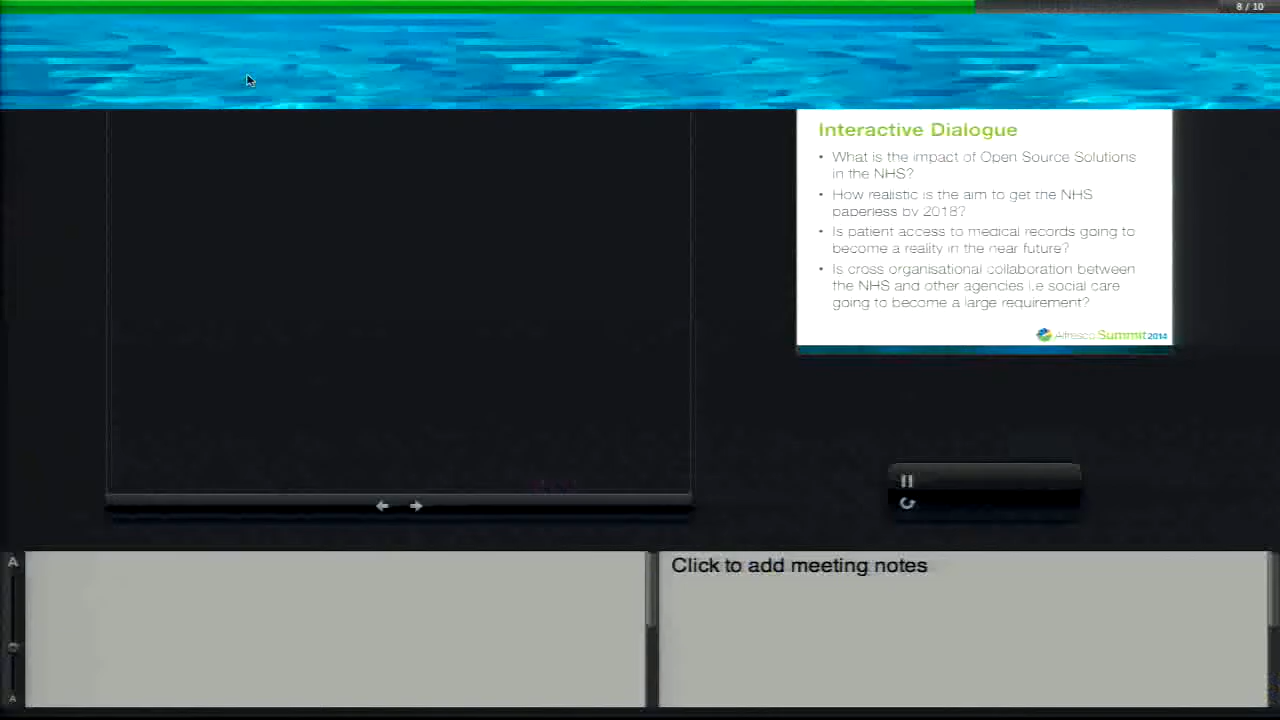 8 / 10
Interactive Dialogue
• What is the impact of Open Source Solutions
in the NHS?
• How realistic is the aim to get the NHS
paperless by 2018?
• Is patient access to medical records going to
become a reality in the near future?
• Is cross organisational collaboration between
the NHS and other agencies i.e social care
going to become a large requirement?
Alfresco Summit 2014
A
Click to add meeting notes
A